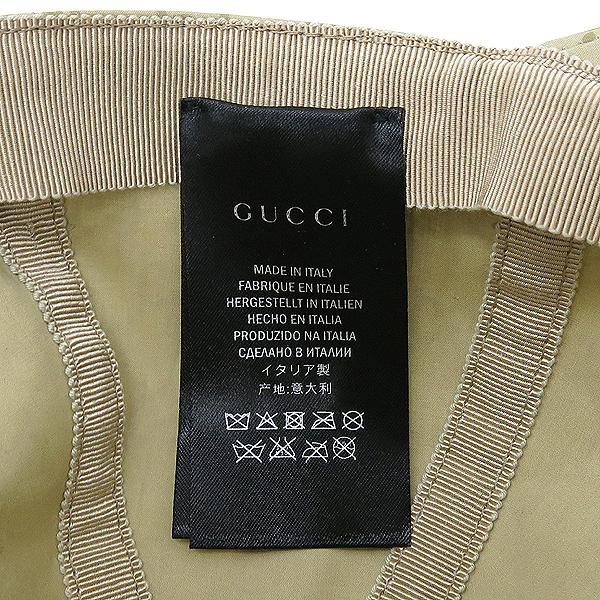 GUCCI
MADE IN ITALY
FABRIQUE EN ITALIE
HERGESTELLT IN ITALIEN
HECHO EN ITALIA
PRODUZIDO NA ITALIA
СДЕЛАНО В ИТАЛИИ
イタリア製
产地:意大利